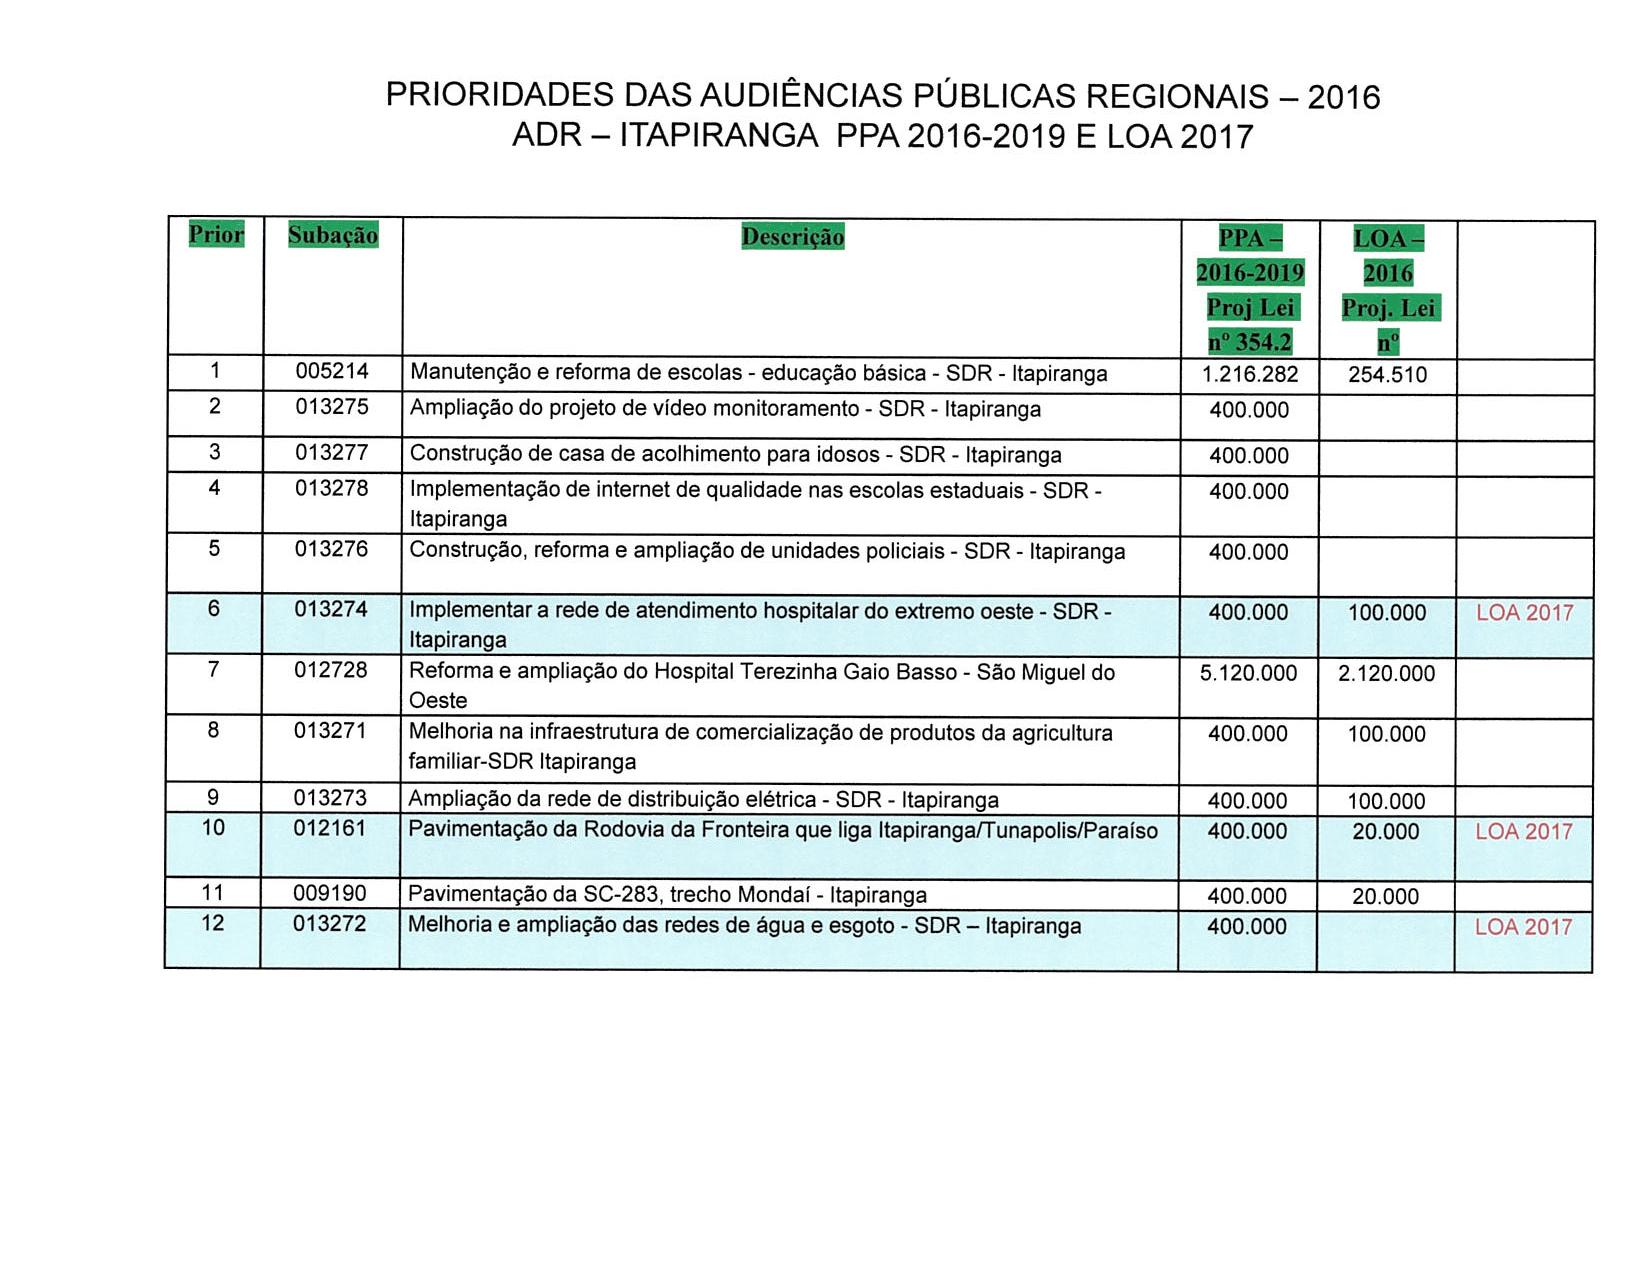 PRIORIDADES DAS AUDIÊNCIAS PÚBLICAS REGIONAIS – 2016
ADR – ITAPIRANGA PPA 2016-2019 E LOA 2017
Prior Subação Descrição PPA – LOA –
2016-2019 2016
Proj Lei Proj. Lei
nº 354.2 nº
1 005214 Manutenção e reforma de escolas - educação básica - SDR - Itapiranga 1.216.282 254.510
2 013275 Ampliação do projeto de vídeo monitoramento - SDR - Itapiranga 400.000
3 013277 Construção de casa de acolhimento para idosos - SDR - Itapiranga 400.000
4 013278 Implementação de internet de qualidade nas escolas estaduais - SDR - 400.000
Itapiranga
5 013276 Construção, reforma e ampliação de unidades policiais - SDR - Itapiranga 400.000
6 013274 Implementar a rede de atendimento hospitalar do extremo oeste - SDR - 400.000 100.000 LOA 2017
Itapiranga
7 012728 Reforma e ampliação do Hospital Terezinha Gaio Basso - São Miguel do 5.120.000 2.120.000
Oeste
8 013271 Melhoria na infraestrutura de comercialização de produtos da agricultura 400.000 100.000
familiar-SDR Itapiranga
9 013273 Ampliação da rede de distribuição elétrica - SDR - Itapiranga 400.000 100.000
10 012161 Pavimentação da Rodovia da Fronteira que liga Itapiranga/Tunapolis/Paraíso 400.000 20.000 LOA 2017
11 009190 Pavimentação da SC-283, trecho Mondaí - Itapiranga 400.000 20.000
12 013272 Melhoria e ampliação das redes de água e esgoto - SDR – Itapiranga 400.000 LOA 2017